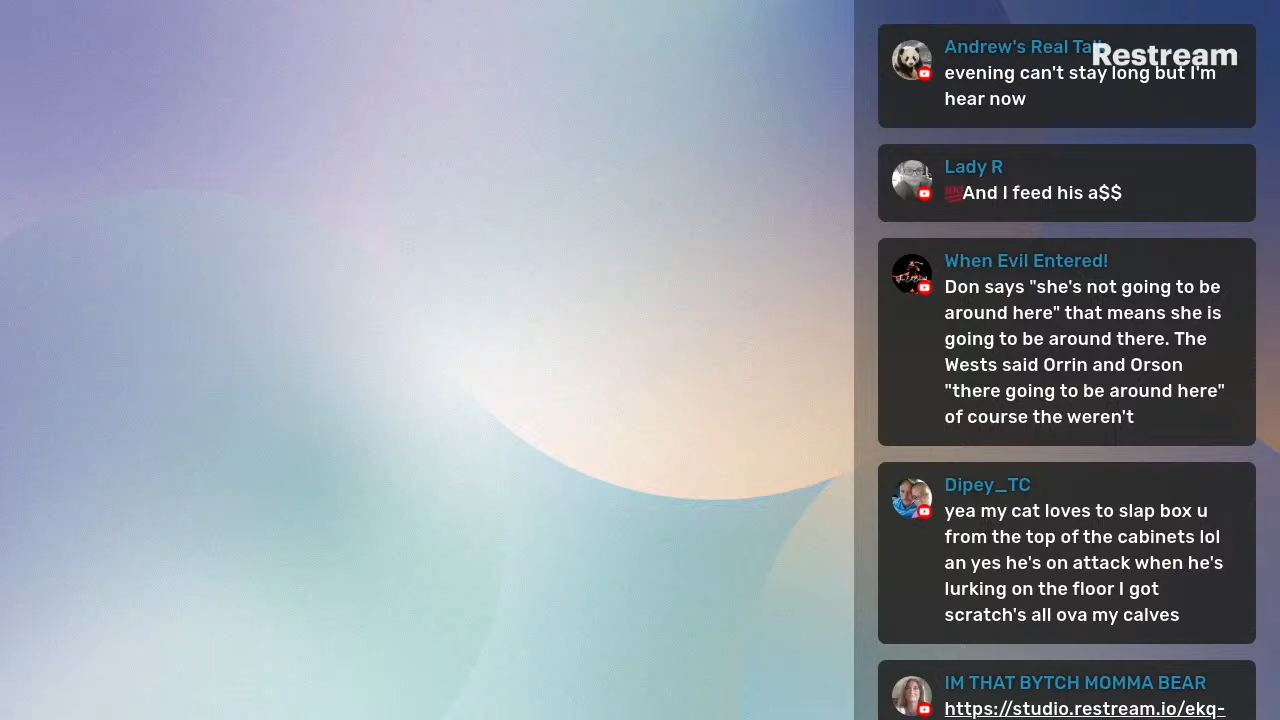 Andrew's Real Talk
Restream
evening can't stay long but I'm
hear now
Lady R
💯And I feed his a$$
When Evil Entered!
Don says "she's not going to be
around here" that means she is
going to be around there. The
Wests said Orrin and Orson
"there going to be around here"
of course the weren't
Dipey_TC
yea my cat loves to slap box u
from the top of the cabinets lol
an yes he's on attack when he's
lurking on the floor I got
scratch's all ova my calves
IM THAT BYTCH MOMMA BEAR
https://studio.restream.io/ekq-